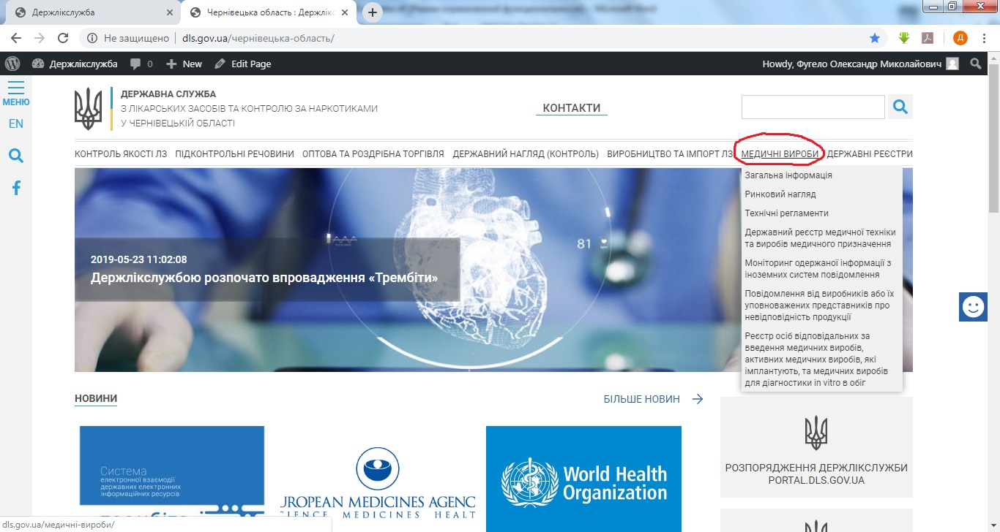 Держлікслужба
Чернівецька область : Держлікс
Не защищено
dls.gov.ua/чернівецька-область/
Д
Держлікслужба
0
New
Edit Page
Howdy, Фугело Олександр Миколайович
МЕНЮ
EN
ДЕРЖАВНА СЛУЖБА
З ЛІКАРСЬКИХ ЗАСОБІВ ТА КОНТРОЛЮ ЗА НАРКОТИКАМИ
У ЧЕРНІВЕЦЬКІЙ ОБЛАСТІ
КОНТАКТИ
КОНТРОЛЬ ЯКОСТІ ЛЗ ПІДКОНТРОЛЬНІ РЕЧОВИНИ ОПТОВА ТА РОЗДРІБНА ТОРГІВЛЯ ДЕРЖАВНИЙ НАГЛЯД (КОНТРОЛЬ) ВИРОБНИЦТВО ТА ІМПОРТ ЛЗ МЕДИЧНІ ВИРОБИ ДЕРЖАВНІ РЕЄСТРИ
Загальна інформація
Ринковий нагляд
Технічні регламенти
Державний реєстр медичної техніки
та виробів медичного призначення
Моніторинг одержаної інформації з
іноземних систем повідомлення
Повідомлення від виробників або їх
уповноважених представників про
невідповідність продукції
Реєстр осіб відповідальних за
введення медичних виробів,
активних медичних виробів, які
імплантують, та медичних виробів
для діагностики in vitro в обіг
81
2019-05-23 11:02:08
Держлікслужбою розпочато впровадження «Трембіти»
НОВИНИ
БІЛЬШЕ НОВИН
Система
електронної взаємодії
державних електронних
інформаційних ресурсів
UROPEAN MEDICINES AGENC
CIENCE MEDICINES HEALT
World Health
Organization
РОЗПОРЯДЖЕННЯ ДЕРЖЛІКСЛУЖБИ
PORTAL.DLS.GOV.UA
dls.gov.ua/медичні-вироби/